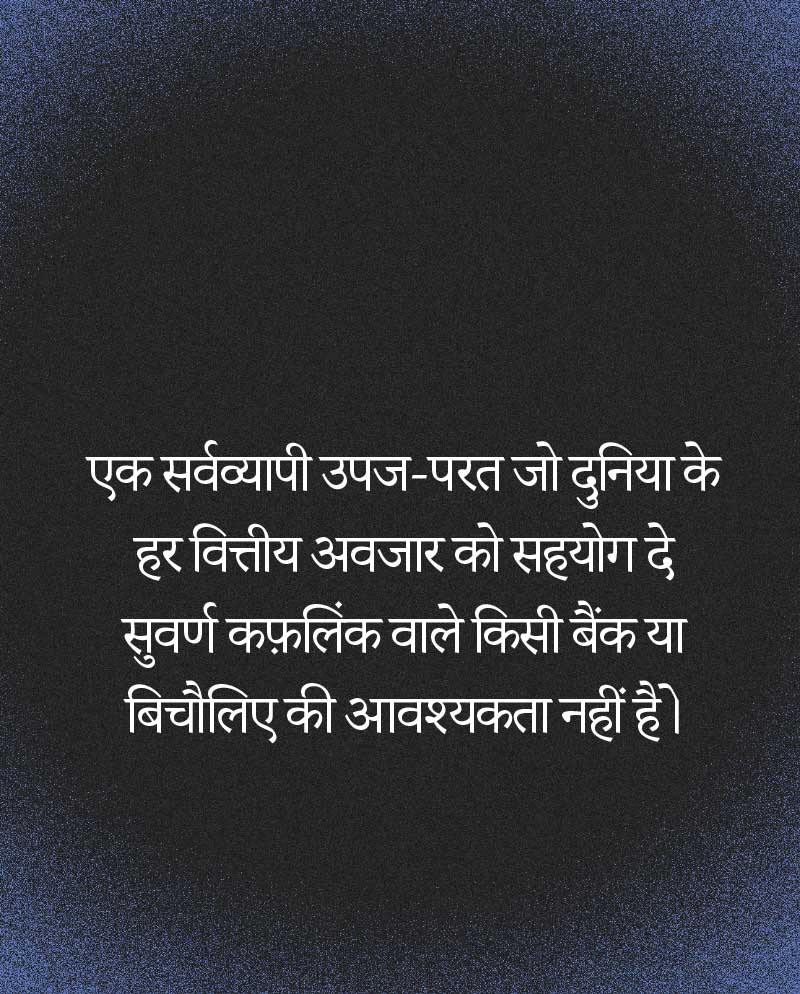 एक सर्वव्यापी उपज-परत जो दुनिया के
हर वित्तीय अवजार को सहयोग दे
सुवर्ण कफ़लिंक वाले किसी बैंक या
बिचौलिए की आवश्यकता नहीं है।